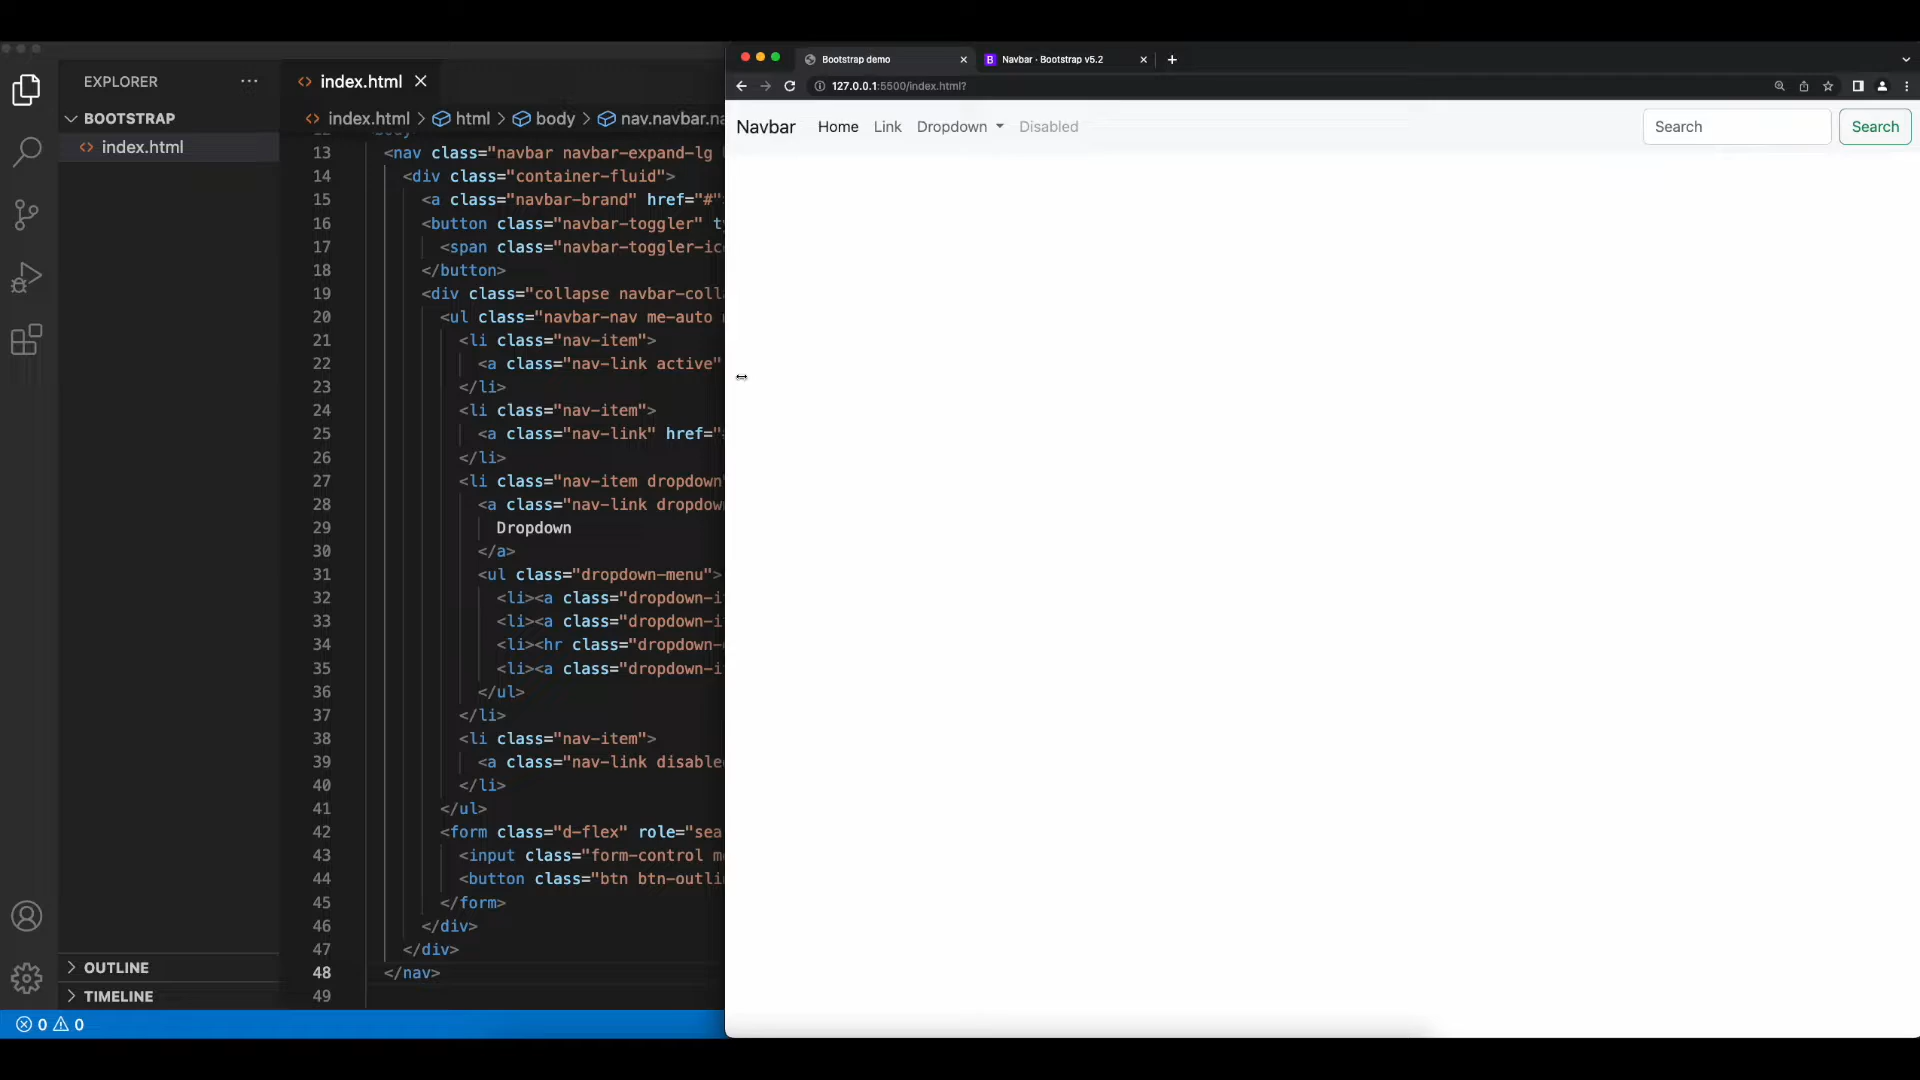 EXPLORER
BOOTSTRAP
index.html
OUTLINE
TIMELINE
0 0
index.html
index.html > html > body > nav.navbar.na
13 <nav class="navbar navbar-expand-lg
14 <div class="container-fluid">
15 <a class="navbar-brand" href="#"
16 <button class="navbar-toggler" ty
17 <span class="navbar-toggler-ic
18 </button>
19 <div class="collapse navbar-coll
20 <ul class="navbar-nav me-auto
21 <li class="nav-item">
22 <a class="nav-link active"
23 </li>
24 <li class="nav-item">
25 <a class="nav-link" href="
26 </li>
27 <li class="nav-item dropdown"
28 <a class="nav-link dropdow
29 Dropdown
30 </a>
31 <ul class="dropdown-menu">
32 <li><a class="dropdown-i
33 <li><a class="dropdown-i
34 <li><hr class="dropdown-
35 <li><a class="dropdown-i
36 </ul>
37 </li>
38 <li class="nav-item">
39 <a class="nav-link disable
40 </li>
41 </ul>
42 <form class="d-flex" role="sea
43 <input class="form-control m
44 <button class="btn btn-outli
45 </form>
46 </div>
47 </div>
48 </nav>
49
Bootstrap demo
B Navbar · Bootstrap v5.2
127.0.0.1:5500/index.html?
Navbar Home Link Dropdown Disabled Search Search